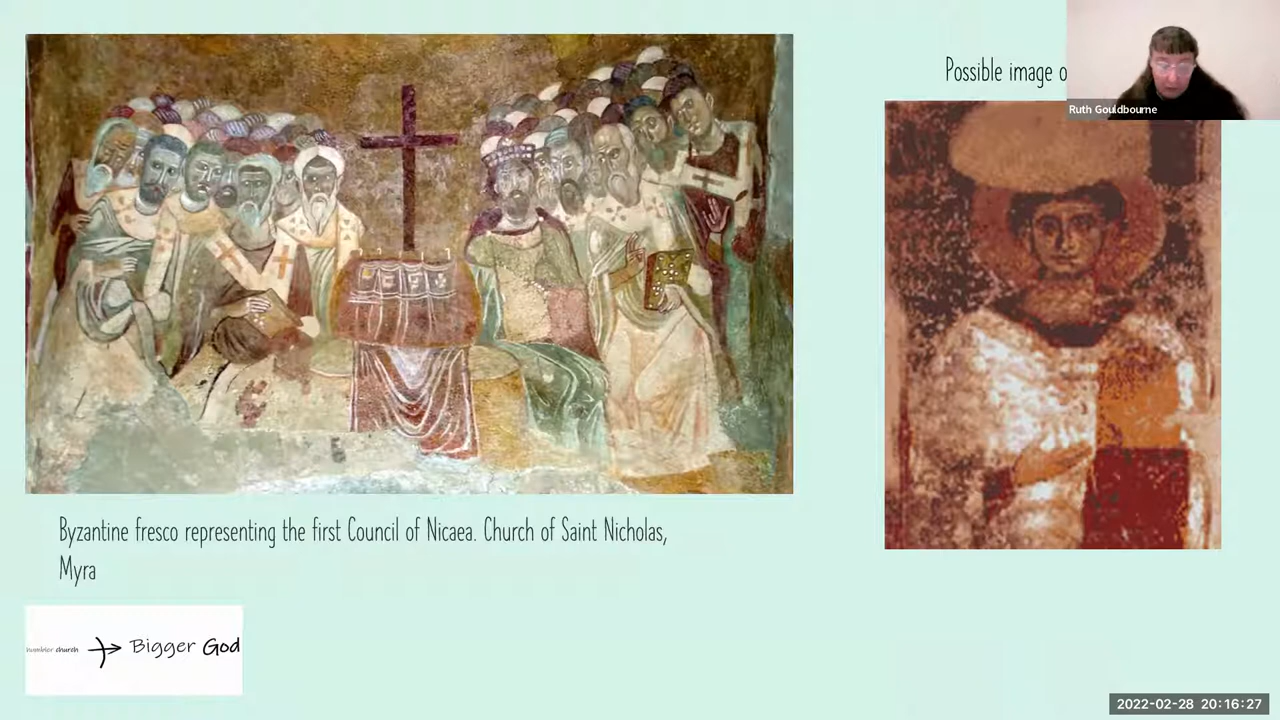 Possible image o
Ruth Gouldbourne
Byzantine fresco representing the first Council of Nicaea. Church of Saint Nicholas,
Myra
humbler church Bigger God
2022-02-28 20:16:27